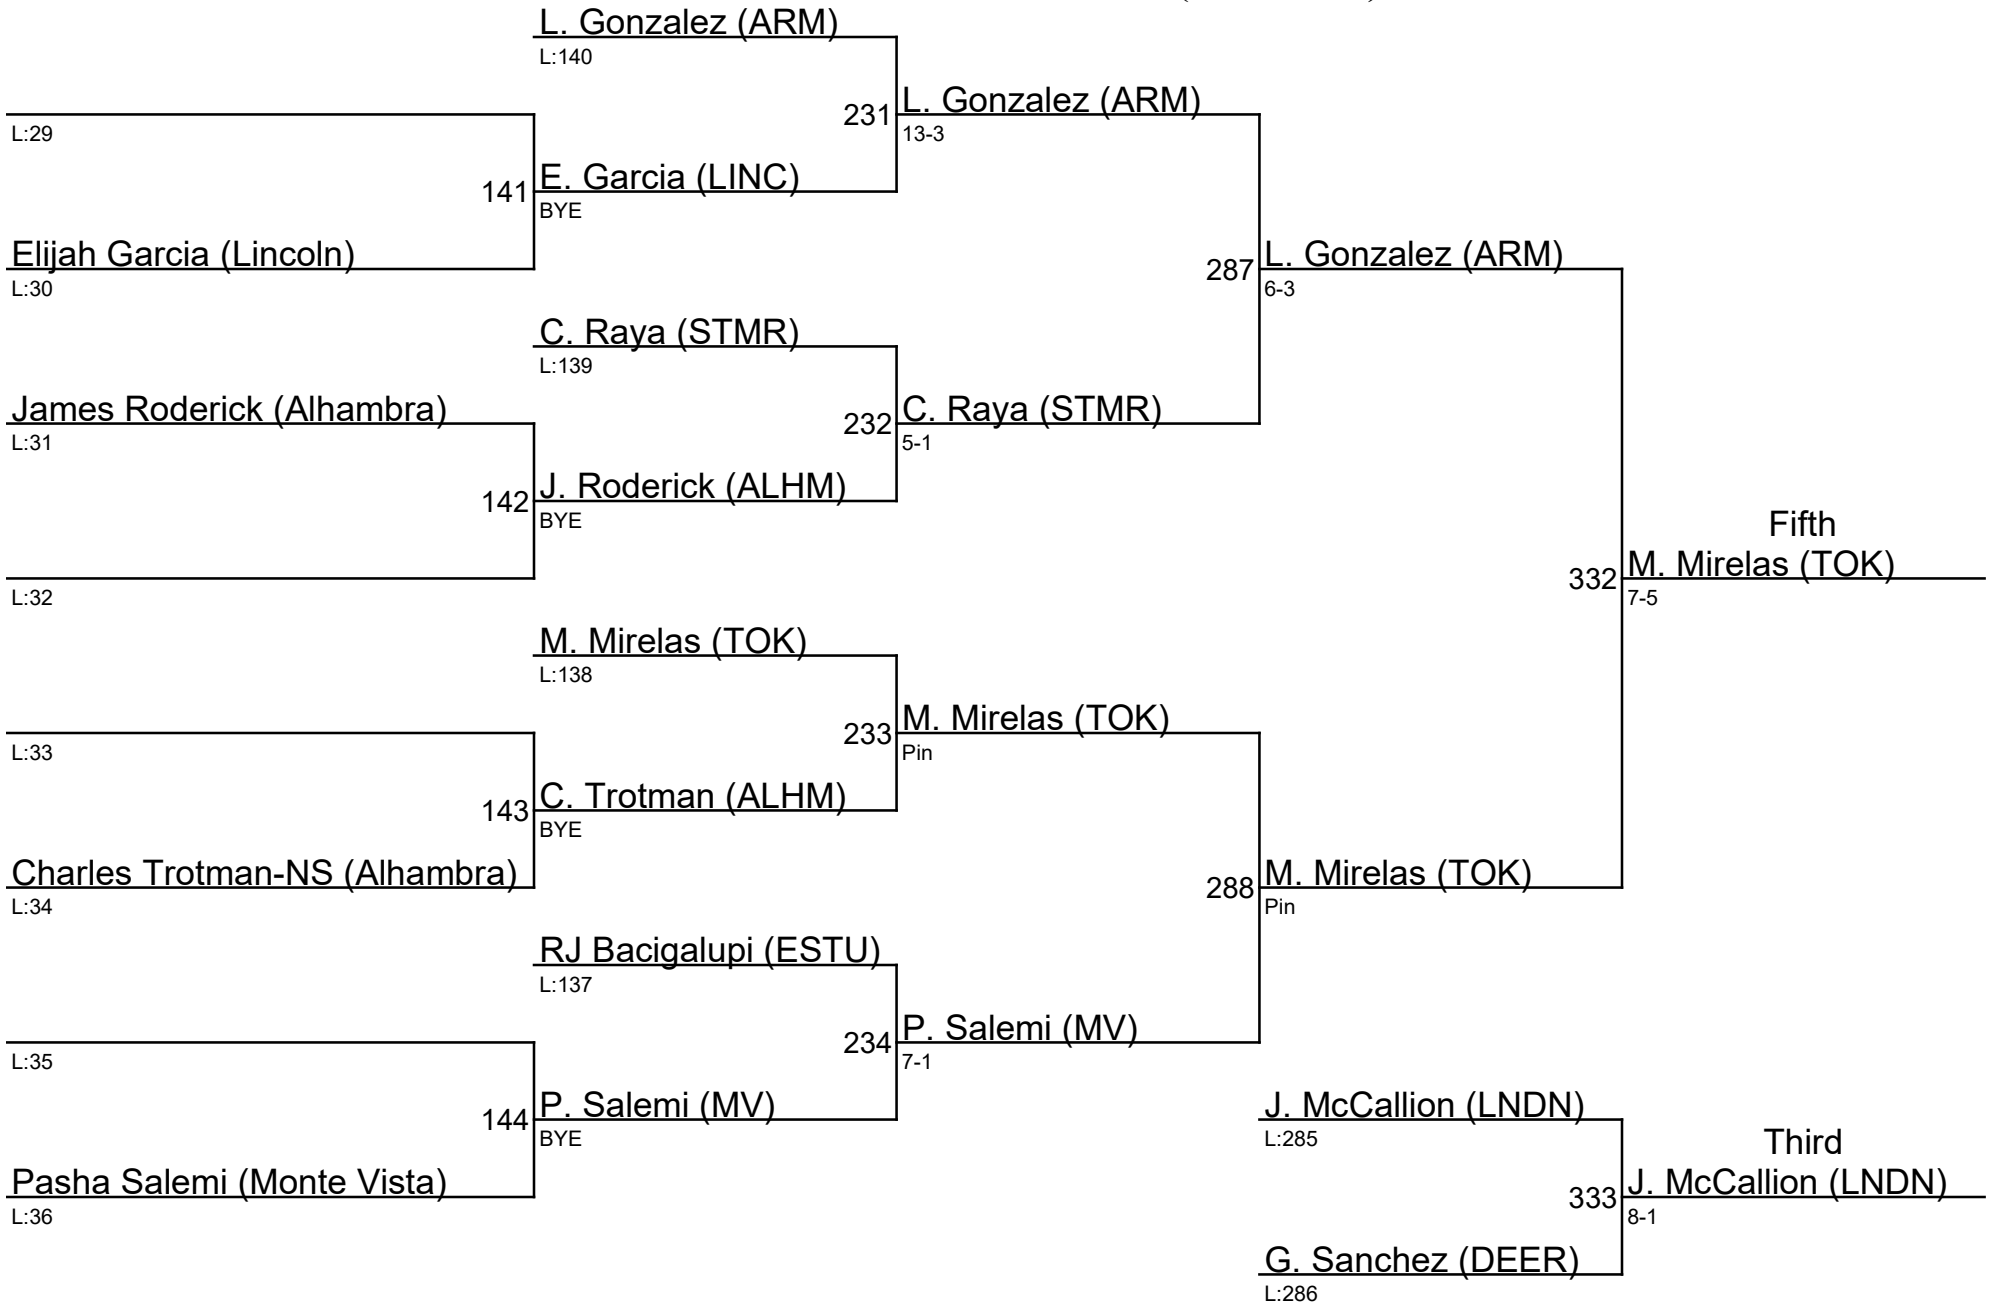 L. Gonzalez (ARM)
L:140
231 L. Gonzalez (ARM)
13-3
L:29
141 E. Garcia (LINC)
BYE
Elijah Garcia (Lincoln)
L:30
287 L. Gonzalez (ARM)
6-3
C. Raya (STMR)
L:139
James Roderick (Alhambra)
L:31
232 C. Raya (STMR)
5-1
142 J. Roderick (ALHM)
BYE
L:32
Fifth
332 M. Mirelas (TOK)
7-5
M. Mirelas (TOK)
L:138
L:33
233 M. Mirelas (TOK)
Pin
143 C. Trotman (ALHM)
BYE
Charles Trotman-NS (Alhambra)
L:34
288 M. Mirelas (TOK)
Pin
RJ Bacigalupi (ESTU)
L:137
L:35
234 P. Salemi (MV)
7-1
144 P. Salemi (MV)
BYE
J. McCallion (LNDN)
L:285
Pasha Salemi (Monte Vista)
L:36
Third
333 J. McCallion (LNDN)
8-1
G. Sanchez (DEER)
L:286